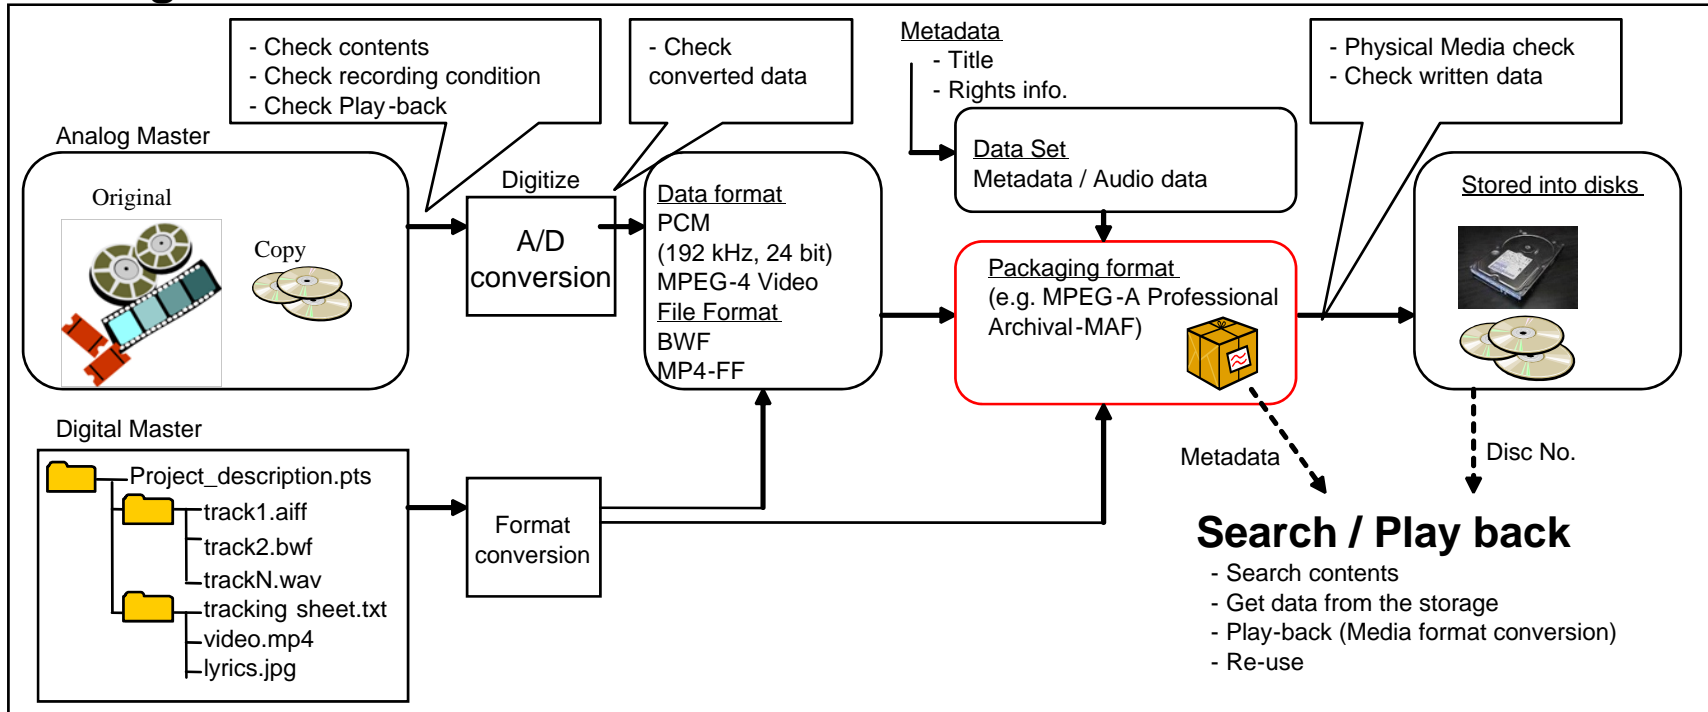 - Check contents
- Check recording condition
- Check Play-back
- Check
converted data
Metadata
- Title
- Rights info.
- Physical Media check
- Check written data
Analog Master
Original
Copy
Digitize
A/D
conversion
Data format
PCM
(192 kHz, 24 bit)
MPEG-4 Video
File Format
BWF
MP4-FF
Data Set
Metadata / Audio data
Packaging format
(e.g. MPEG-A Professional
Archival-MAF)
Stored into disks
Digital Master
Project_description.pts
track1.aiff
track2.bwf
trackN.wav
tracking sheet.txt
video.mp4
lyrics.jpg
Format
conversion
Metadata
Disc No.
Search / Play back
- Search contents
- Get data from the storage
- Play-back (Media format conversion)
- Re-use